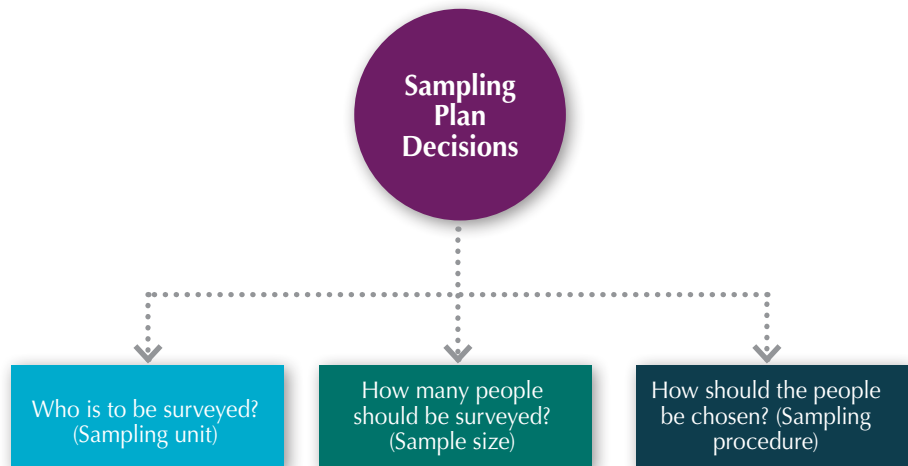 Sampling
Plan
Decisions
Who is to be surveyed?
(Sampling unit)
How many people
should be surveyed?
(Sample size)
How should the people
be chosen? (Sampling
procedure)